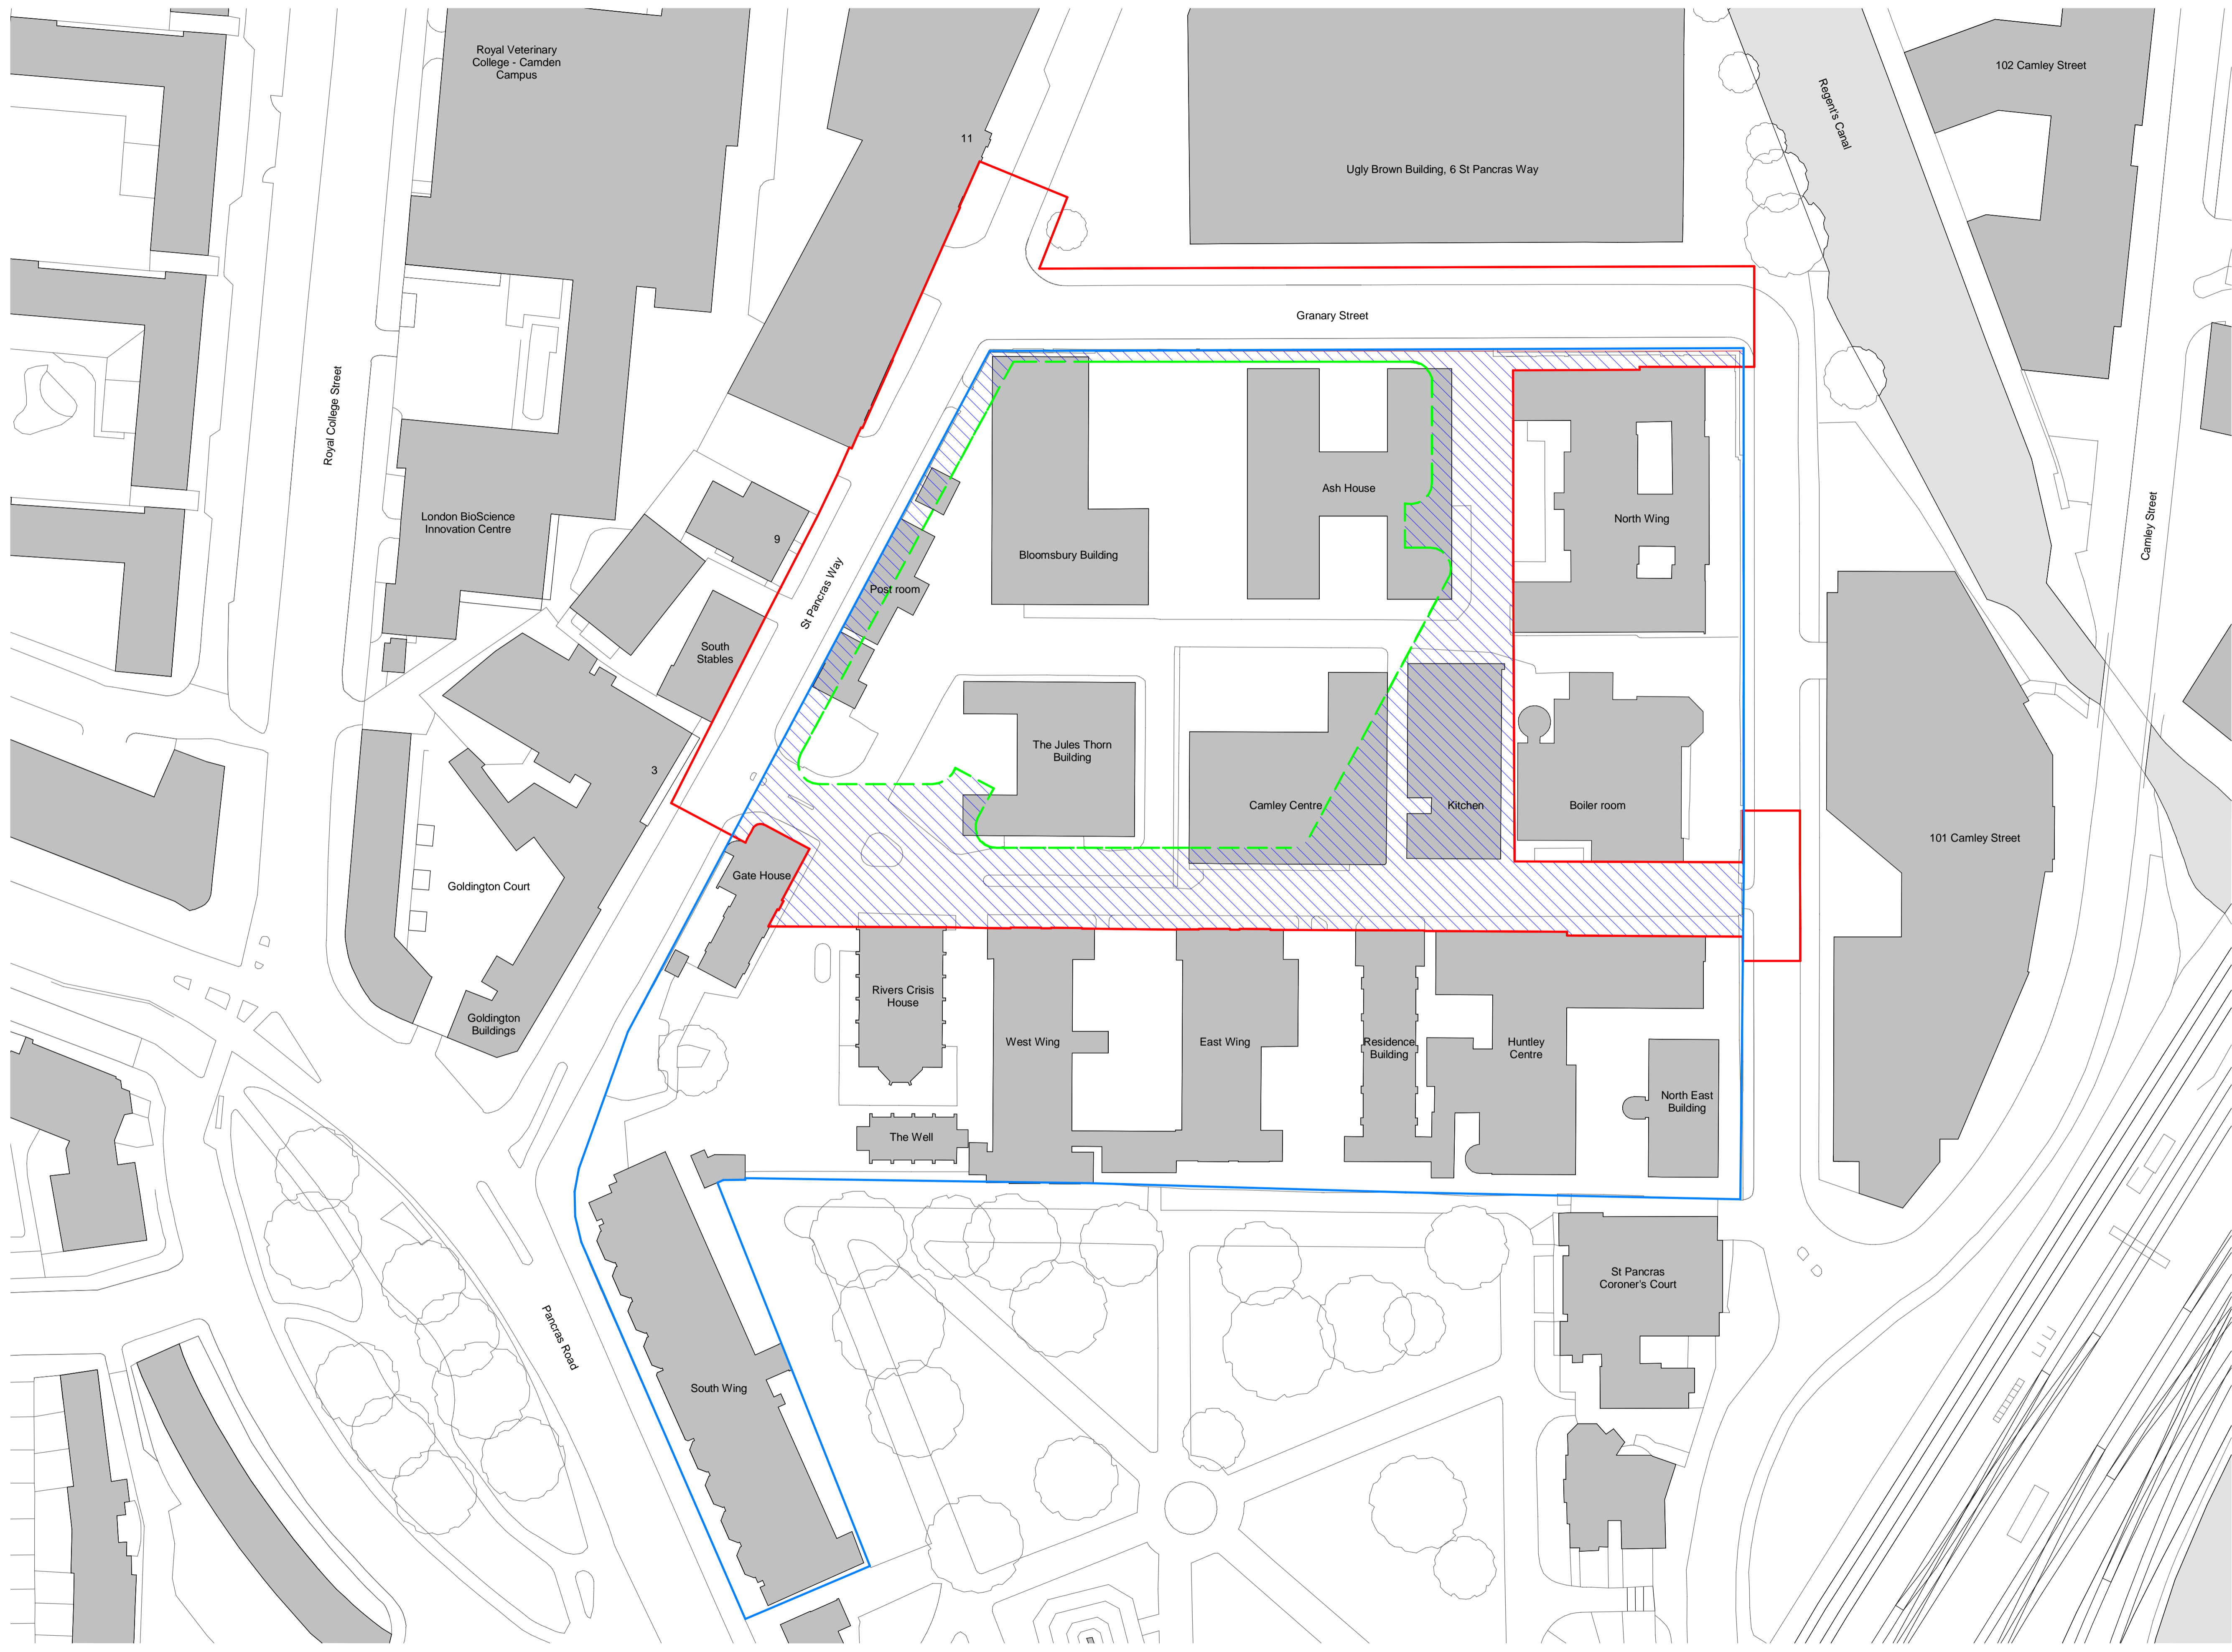 Royal Veterinary
College - Camden
Campus
102 Camley Street
Regent's Canal
11
Ugly Brown Building, 6 St Pancras Way
Granary Street
Royal College Street
Ash House
London BioScience
Innovation Centre
North Wing
Camley Street
9
Bloomsbury Building
St Pancras Way
Post room
South
Stables
The Jules Thorn
Building
3
Camley Centre
Kitchen
Boiler room
101 Camley Street
Gate House
Goldington Court
Rivers Crisis
House
Goldington
Buildings
West Wing
East Wing
Residence
Building
Huntley
Centre
North East
Building
The Well
St Pancras
Coroner's Court
Pancras Road
South Wing